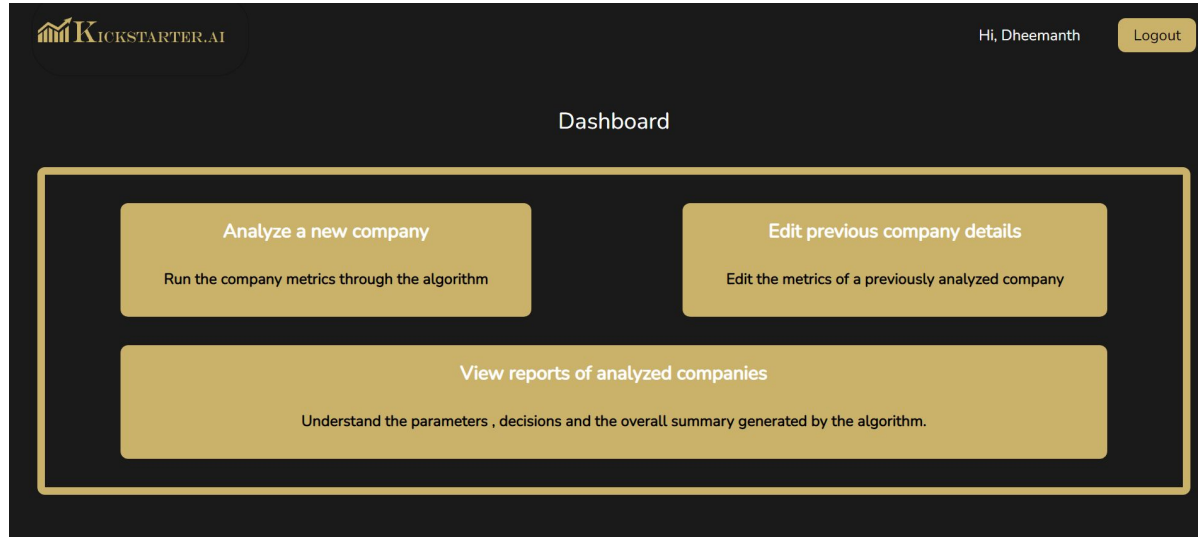 KICKSTARTER.AI
Hi, Dheemanth
Logout
Dashboard
Analyze a new company
Run the company metrics through the algorithm
Edit previous company details
Edit the metrics of a previously analyzed company
View reports of analyzed companies
Understand the parameters , decisions and the overall summary generated by the algorithm.